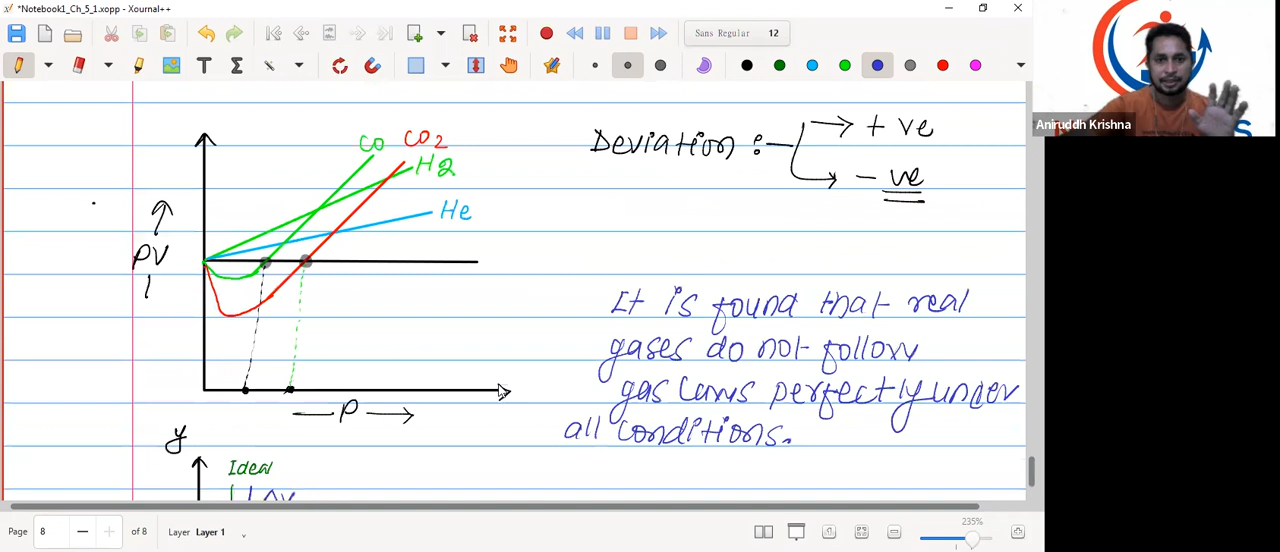 *Notebook1_Ch_5_1.xopp - Xournal++
Sans Regular 12
Aniruddh Krishna
CO CO2
H2
He
PV
P
Deviation :- + ve
- ve
It is found that real
gases do not follow
gas Laws perfectly under
all conditions.
y
Ideal
Page 8 of 8 Layer Layer 1
235%